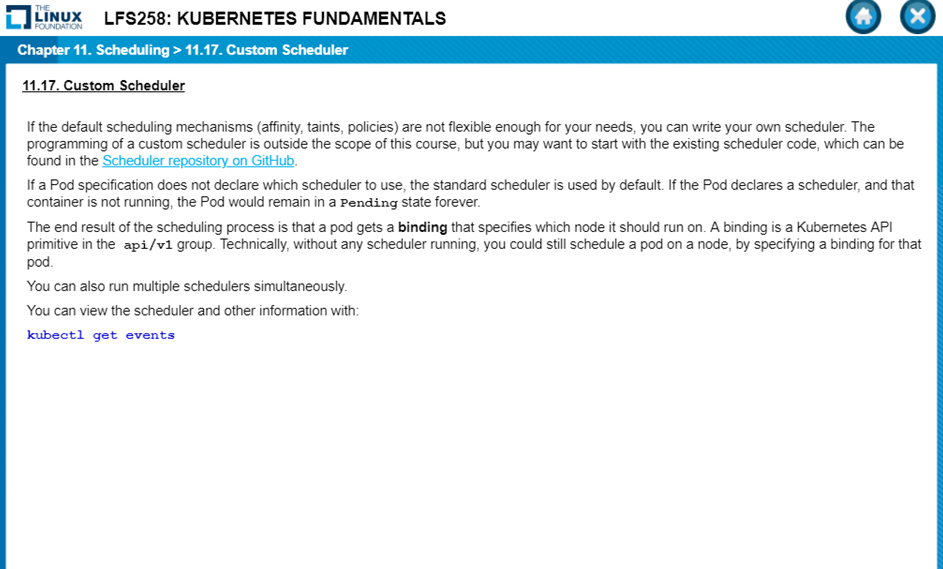 THE
LINUX
FOUNDATION
LFS258: KUBERNETES FUNDAMENTALS
Chapter 11. Scheduling > 11.17. Custom Scheduler
11.17. Custom Scheduler
If the default scheduling mechanisms (affinity, taints, policies) are not flexible enough for your needs, you can write your own scheduler. The
programming of a custom scheduler is outside the scope of this course, but you may want to start with the existing scheduler code, which can be
found in the Scheduler repository on GitHub.
If a Pod specification does not declare which scheduler to use, the standard scheduler is used by default. If the Pod declares a scheduler, and that
container is not running, the Pod would remain in a Pending state forever.
The end result of the scheduling process is that a pod gets a binding that specifies which node it should run on. A binding is a Kubernetes API
primitive in the api/v1 group. Technically, without any scheduler running, you could still schedule a pod on a node, by specifying a binding for that
pod.
You can also run multiple schedulers simultaneously.
You can view the scheduler and other information with:
kubectl get events